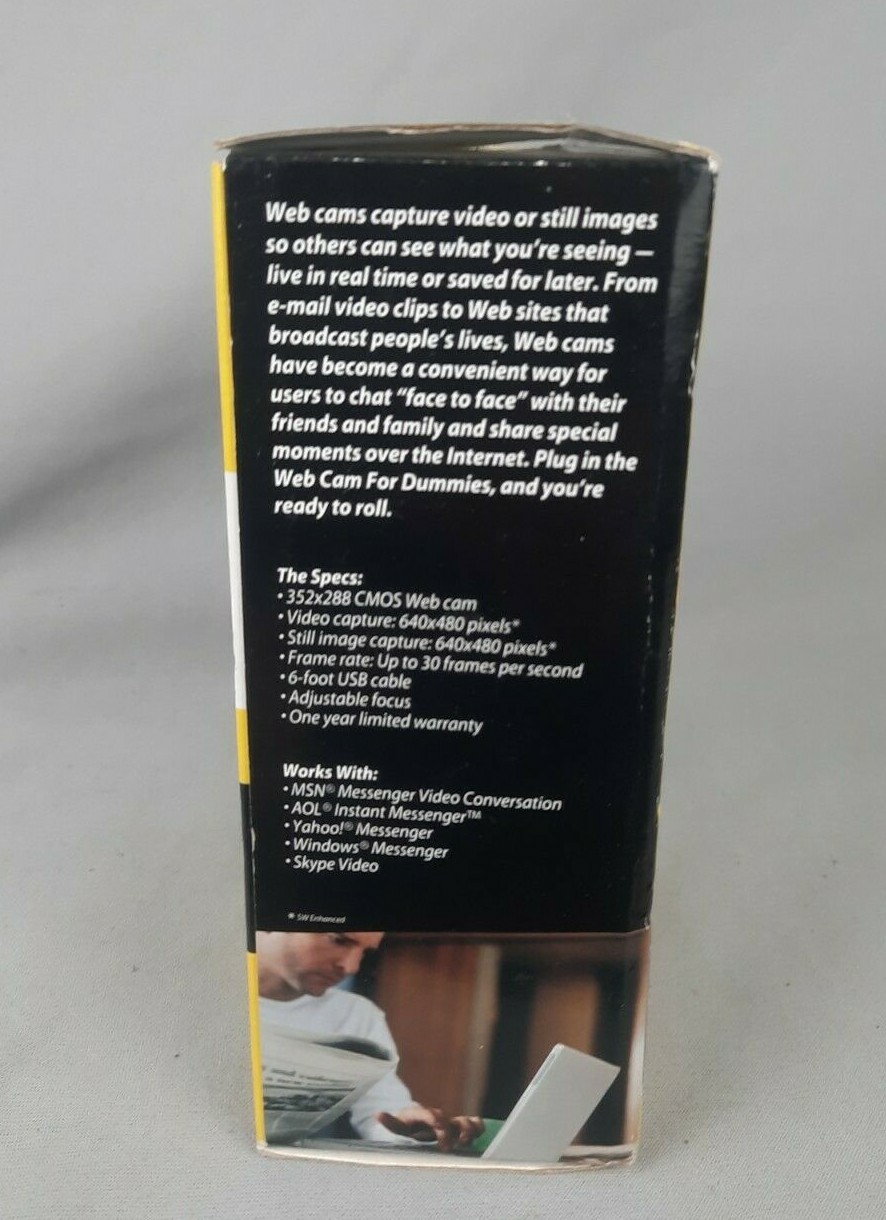 Web cams capture video or still images
so others can see what you're seeing —
live in real time or saved for later. From
e-mail video clips to Web sites that
broadcast people's lives, Web cams
have become a convenient way for
users to chat "face to face" with their
friends and family and share special
moments over the Internet. Plug in the
Web Cam For Dummies, and you're
ready to roll.
The Specs:
• 352x288 CMOS Web cam
• Video capture: 640x480 pixels*
• Still image capture: 640x480 pixels*
• Frame rate: Up to 30 frames per second
• 6-foot USB cable
• Adjustable focus
• One year limited warranty
Works With:
• MSN® Messenger Video Conversation
• AOL® Instant Messenger™
• Yahoo!® Messenger
• Windows® Messenger
• Skype Video
* SW Enhanced